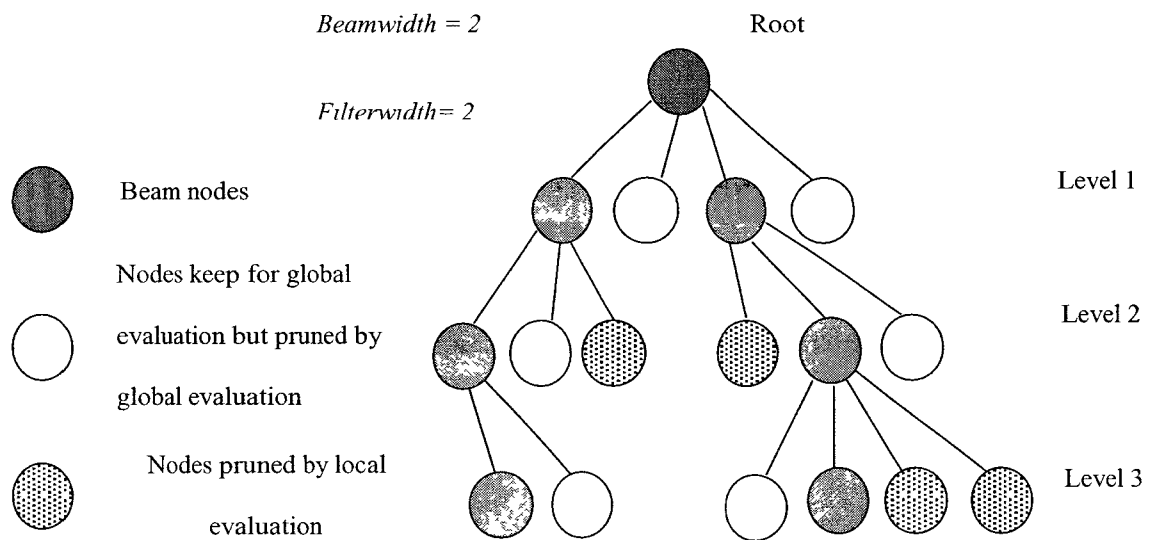 Beamwidth = 2
Root
Filterwidth= 2
Beam nodes
Level 1
Nodes keep for global
evaluation but pruned by
global evaluation
Level 2
Nodes pruned by local
evaluation
Level 3